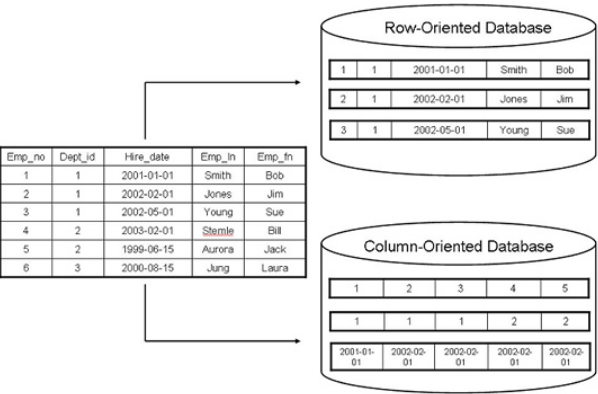 Row-Oriented Database
1 1 2001-01-01 Smith Bob
2 1 2002-02-01 Jones Jim
3 1 2002-05-01 Young Sue
Emp_no Dept_id Hire_date Emp_ln Emp_fn
1 1 2001-01-01 Smith Bob
2 1 2002-02-01 Jones Jim
3 1 2002-05-01 Young Sue
4 2 2003-02-01 Stemle Bill
5 2 1999-06-15 Aurora Jack
6 3 2000-08-15 Jung Laura
Column-Oriented Database
1 2 3 4 5
1 1 1 2 2
2001-01- 2002-02- 2002-02- 2002-02- 2002-02-
01 01 01 01 01